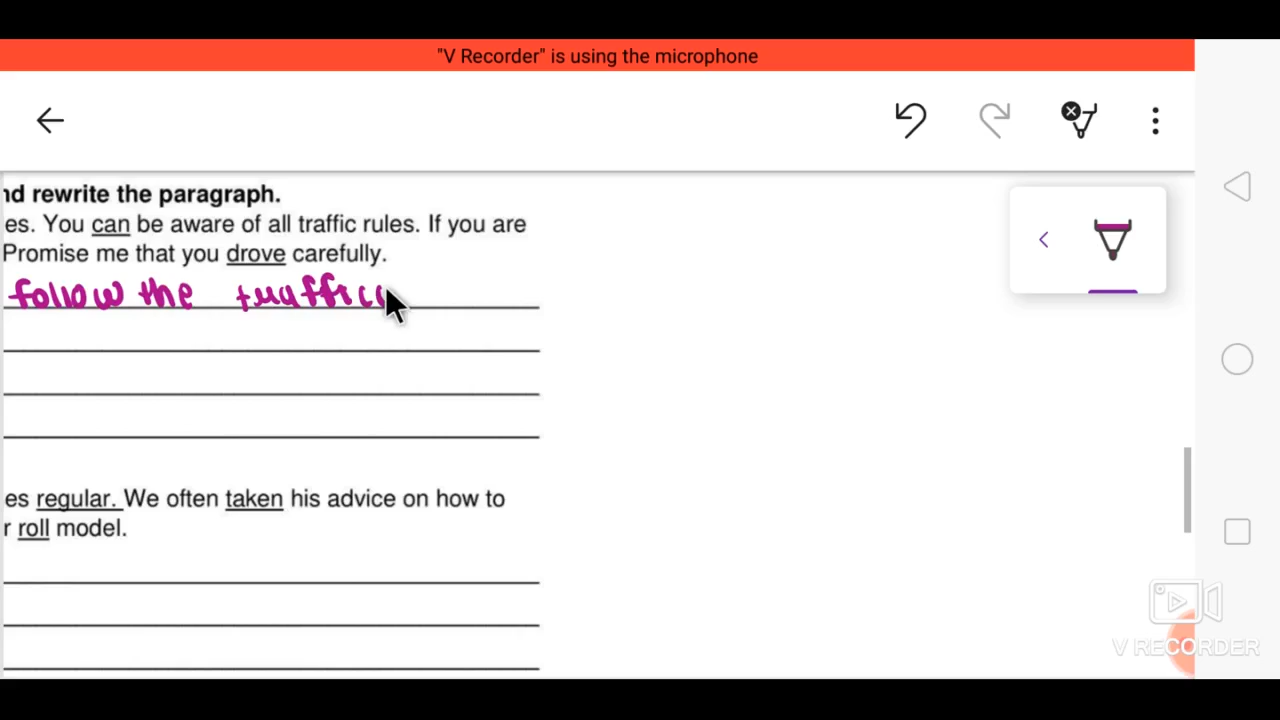 "V Recorder" is using the microphone
nd rewrite the paragraph.
es. You can be aware of all traffic rules. If you are
Promise me that you drove carefully.
follow the traffic
es regular. We often taken his advice on how to
r roll model.
V RECORDER